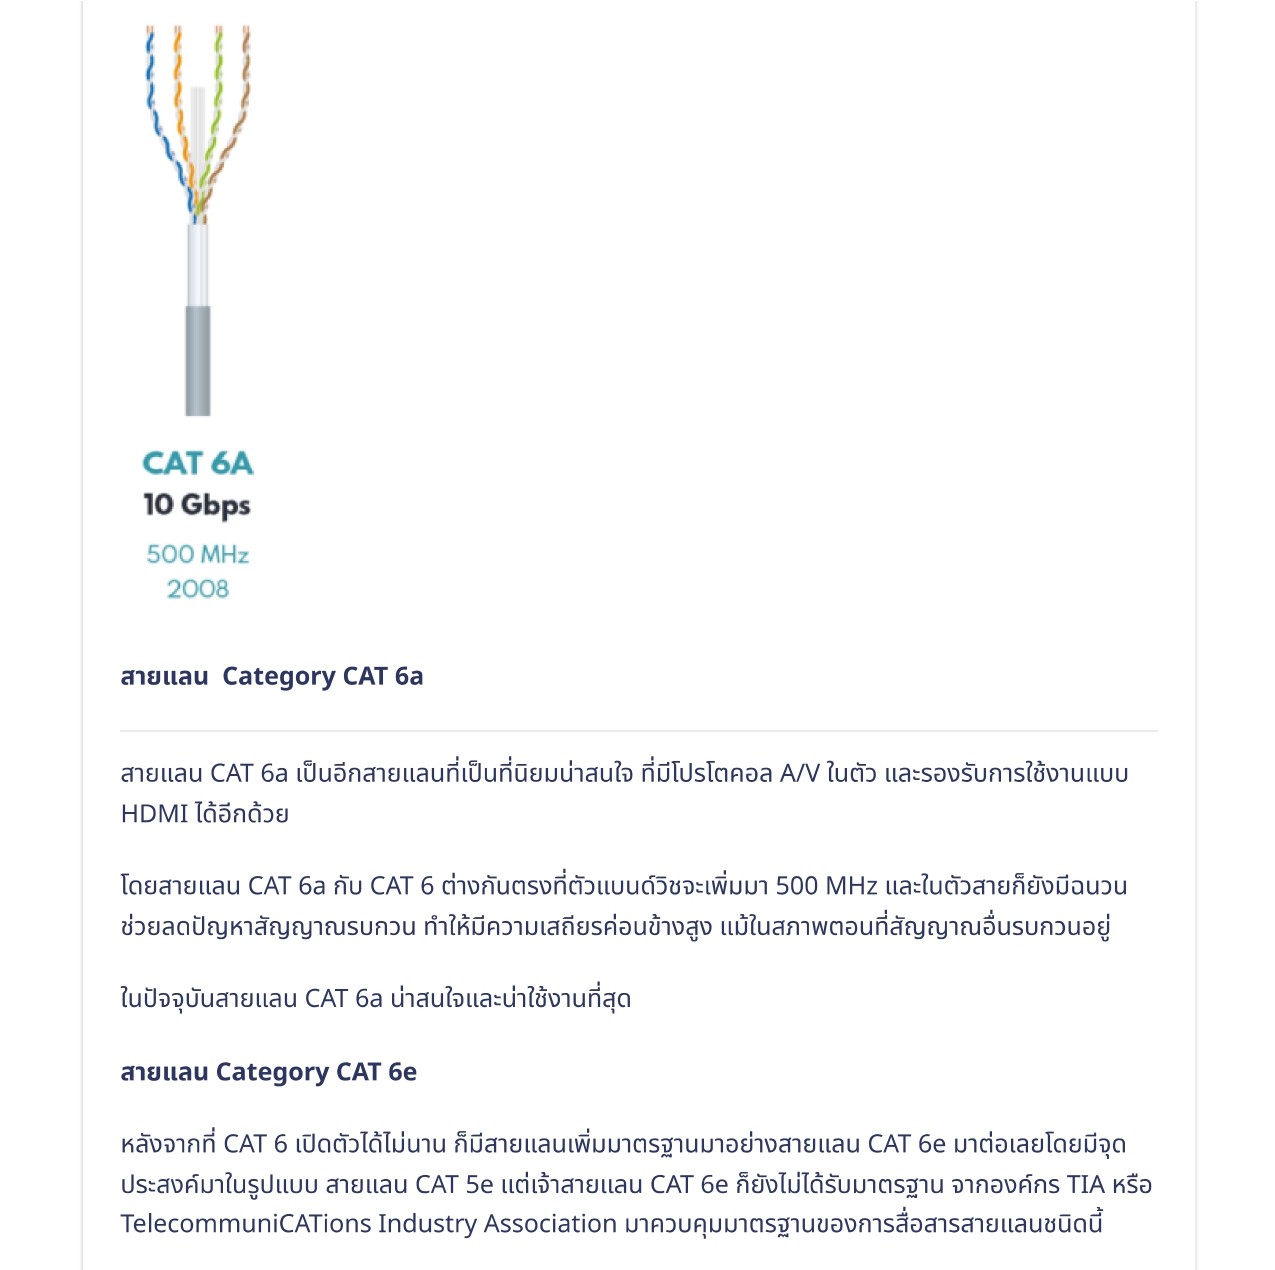 CAT 6A
10 Gbps
500 MHz
2008
สายแลน  Category CAT 6a
สายแลน CAT 6a เป็นอีกสายแลนที่เป็นที่นิยมน่าสนใจ ที่มีโปรโตคอล A/V ในตัว และรองรับการใช้งานแบบ
HDMI ได้อีกด้วย
โดยสายแลน CAT 6a กับ CAT 6 ต่างกันตรงที่ตัวแบนด์วิชจะเพิ่มมา 500 MHz และในตัวสายก็ยังมีฉนวน
ช่วยลดปัญหาสัญญาณรบกวน ทำให้มีความเสถียรค่อนข้างสูง แม้ในสภาพตอนที่สัญญาณอื่นรบกวนอยู่
ในปัจจุบันสายแลน CAT 6a น่าสนใจและน่าใช้งานที่สุด
สายแลน Category CAT 6e
หลังจากที่ CAT 6 เปิดตัวได้ไม่นาน ก็มีสายแลนเพิ่มมาตรฐานมาอย่างสายแลน CAT 6e มาต่อเลยโดยมีจุด
ประสงค์มาในรูปแบบ สายแลน CAT 5e แต่เจ้าสายแลน CAT 6e ก็ยังไม่ได้รับมาตรฐาน จากองค์กร TIA หรือ
TelecommuniCATions Industry Association มาควบคุมมาตรฐานของการสื่อสารสายแลนชนิดนี้